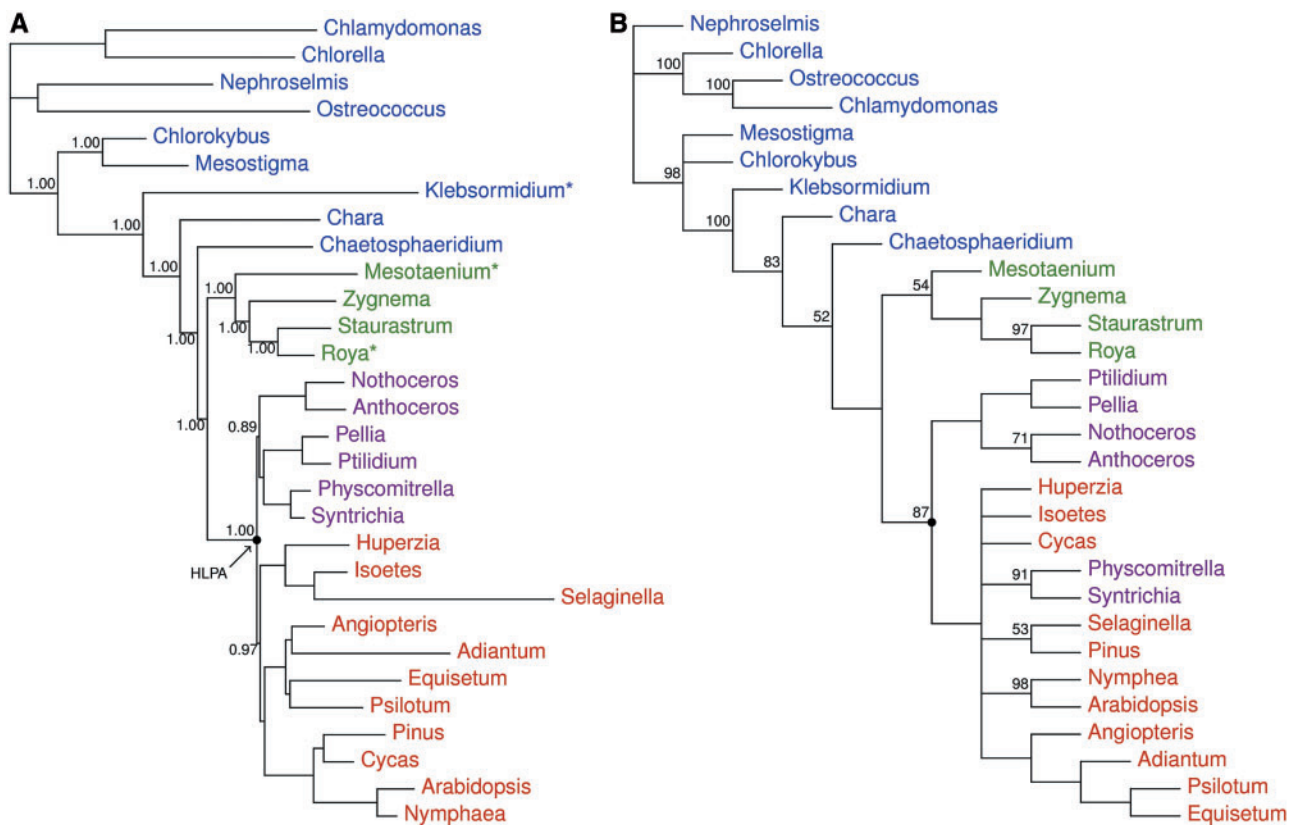 A
Chlamydomonas
Chlorella
Nephroselmis
Ostreococcus
Chlorokybus
1.00
Mesostigma
1.00
Klebsormidium*
Chara
1.00
Chaetosphaeridium
1.00
Mesotaenium*
1.00
Zygnema
Staurastrum
1.00
1.00
1.00
Roya*
Nothoceros
Anthoceros
1.00
0.89
Pellia
Ptilidium
Physcomitrella
Syntrichia
1.00
HLPA
Huperzia
Isoetes
Selaginella
Angiopteris
0.97
Adiantum
Equisetum
Psilotum
Pinus
Cycas
Arabidopsis
Nymphaea
B
Nephroselmis
Chlorella
100
Ostreococcus
100
Chlamydomonas
Mesostigma
Chlorokybus
98
Klebsormidium
Chara
100
Chaetosphaeridium
83
Mesotaenium
54
Zygnema
52
Staurastrum
97
Roya
Ptilidium
Pellia
Nothoceros
71
Anthoceros
Huperzia
Isoetes
87
Cycas
Physcomitrella
91
Syntrichia
Selaginella
53
Pinus
Nymphea
98
Arabidopsis
Angiopteris
Adiantum
Psilotum
Equisetum